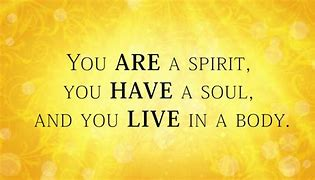 You ARE a spirit,
you HAVE a soul,
and you LIVE in a body.